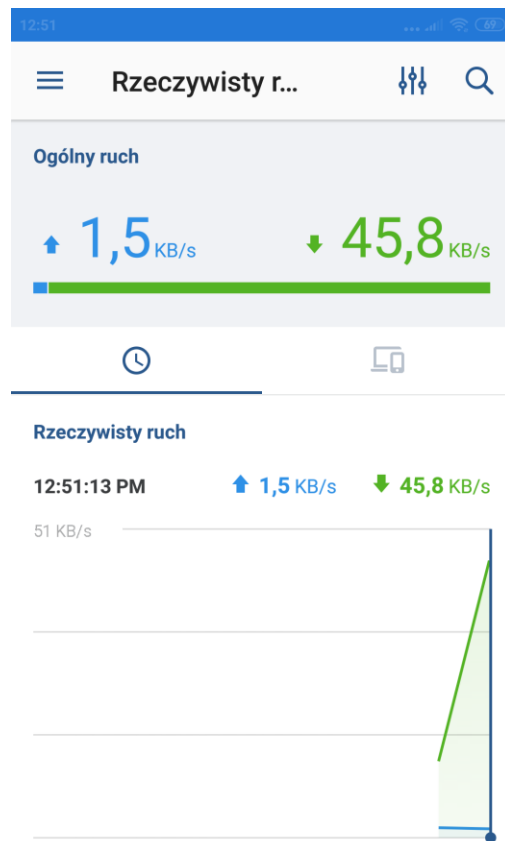 12:51 69
Rzeczywisty r...
Ogólny ruch
1,5 KB/s 45,8 KB/s
Rzeczywisty ruch
12:51:13 PM 1,5 KB/s 45,8 KB/s
51 KB/s